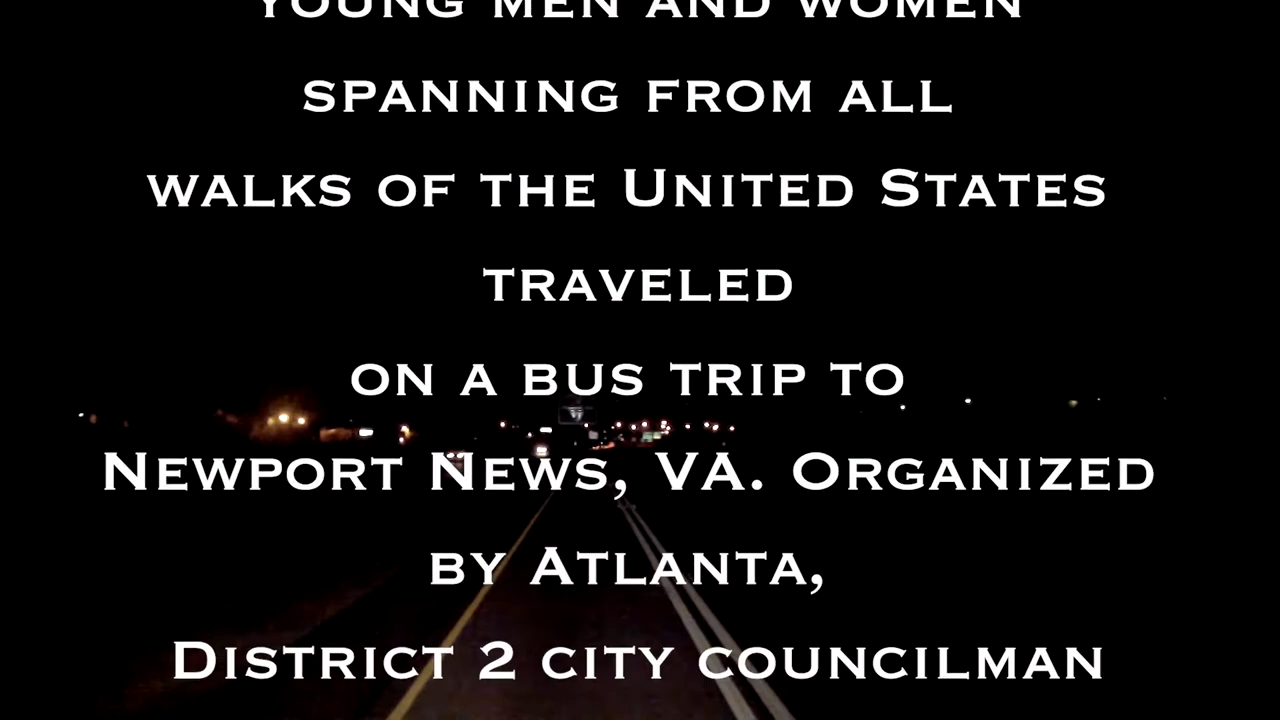 YOUNG MEN AND WOMEN
SPANNING FROM ALL
WALKS OF THE UNITED STATES
TRAVELED
ON A BUS TRIP TO
NEWPORT NEWS, VA. ORGANIZED
BY ATLANTA,
DISTRICT 2 CITY COUNCILMAN